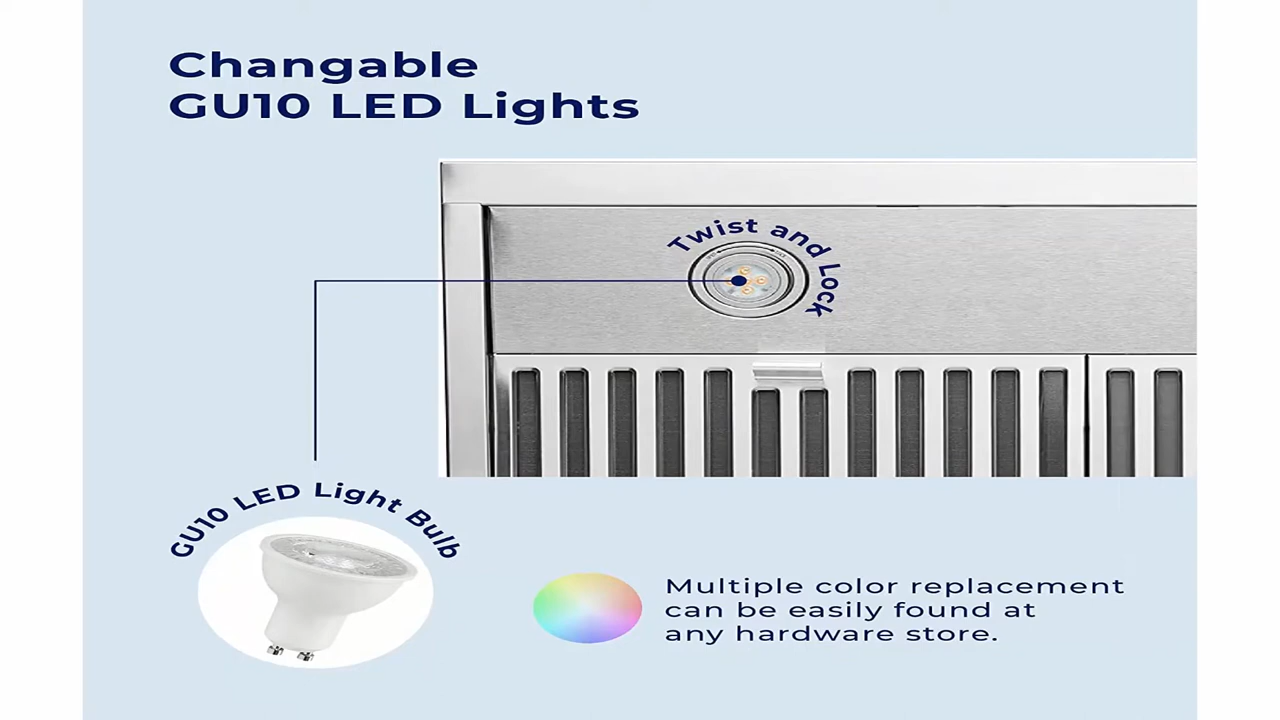 Changable
GU10 LED Lights
Twist and Lock
GU10 LED Light Bulb
Multiple color replacement
can be easily found at
any hardware store.